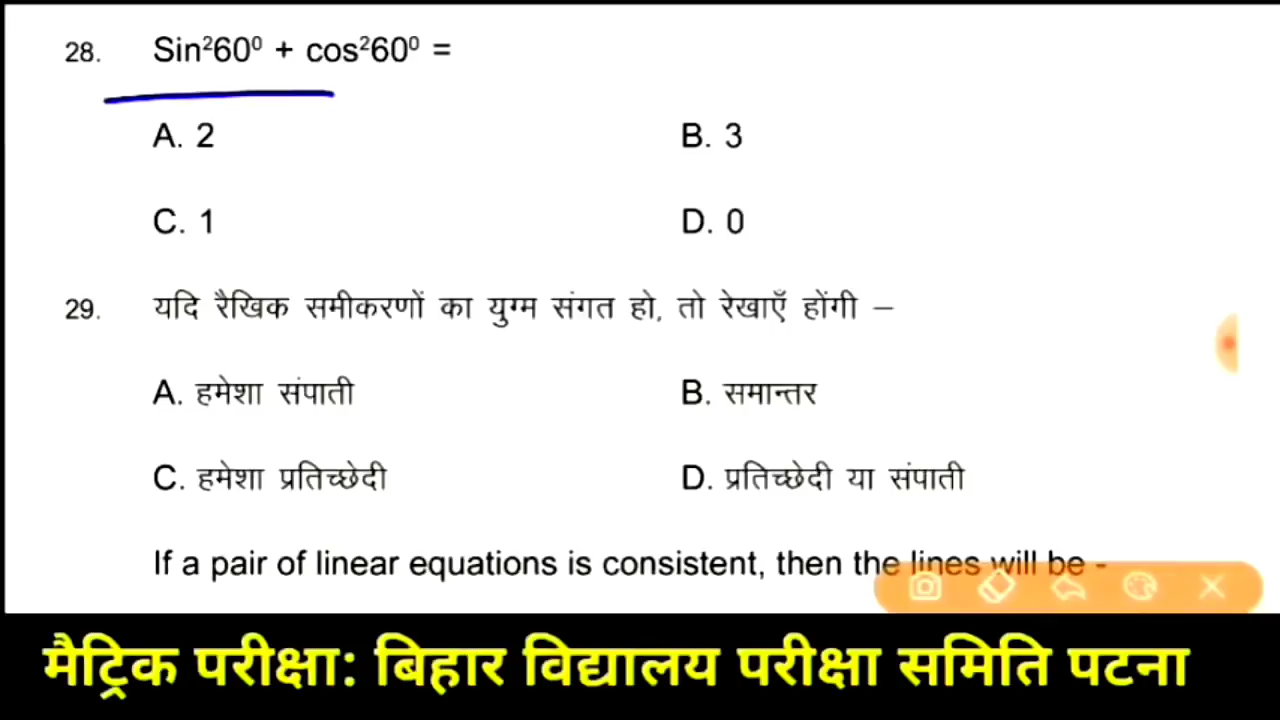 28. Sin²60⁰ + cos²60⁰ =
A. 2 B. 3
C. 1 D. 0
29. यदि रैखिक समीकरणों का युग्म संगत हो, तो रेखाएँ होंगी –
A. हमेशा संपाती B. समान्तर
C. हमेशा प्रतिच्छेदी D. प्रतिच्छेदी या संपाती
If a pair of linear equations is consistent, then the lines will be -
मैट्रिक परीक्षा: बिहार विद्यालय परीक्षा समिति पटना